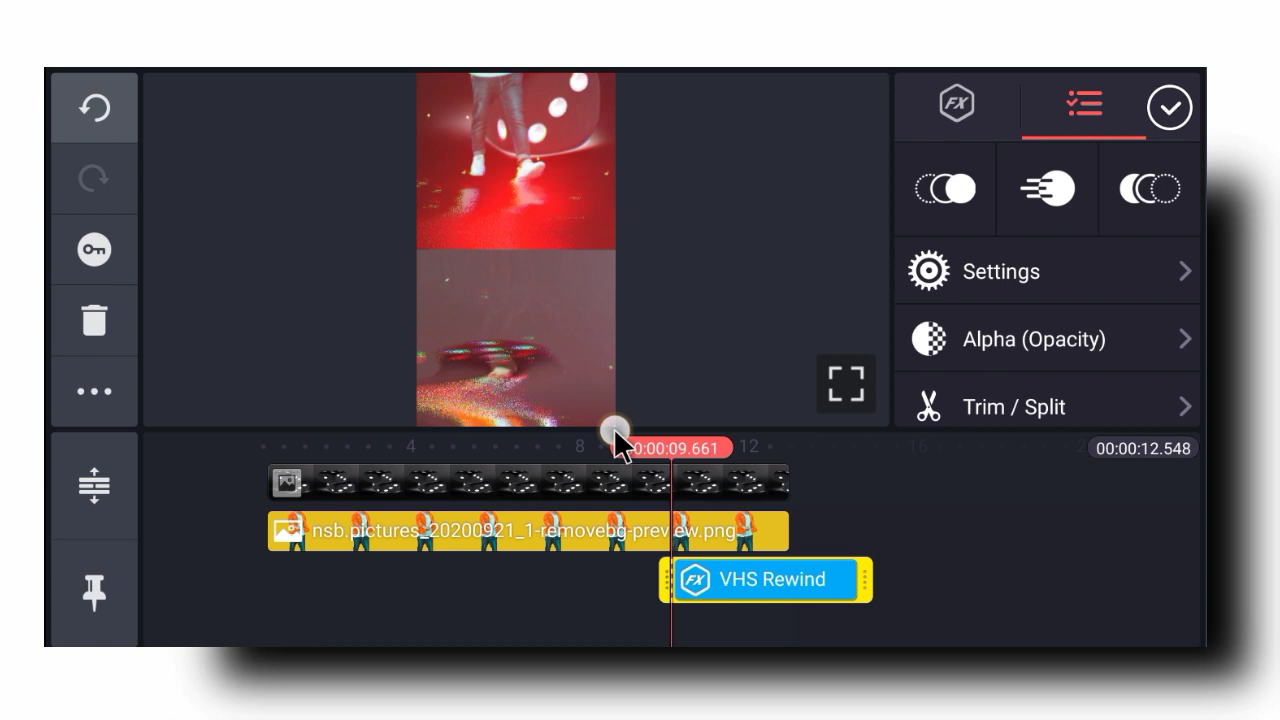 FX
Settings
Alpha (Opacity)
Trim / Split
4
8
00:00:09.661
12
16
00:00:12.548
nsb.pictures_20200921_1-removebg-preview.png
FX VHS Rewind